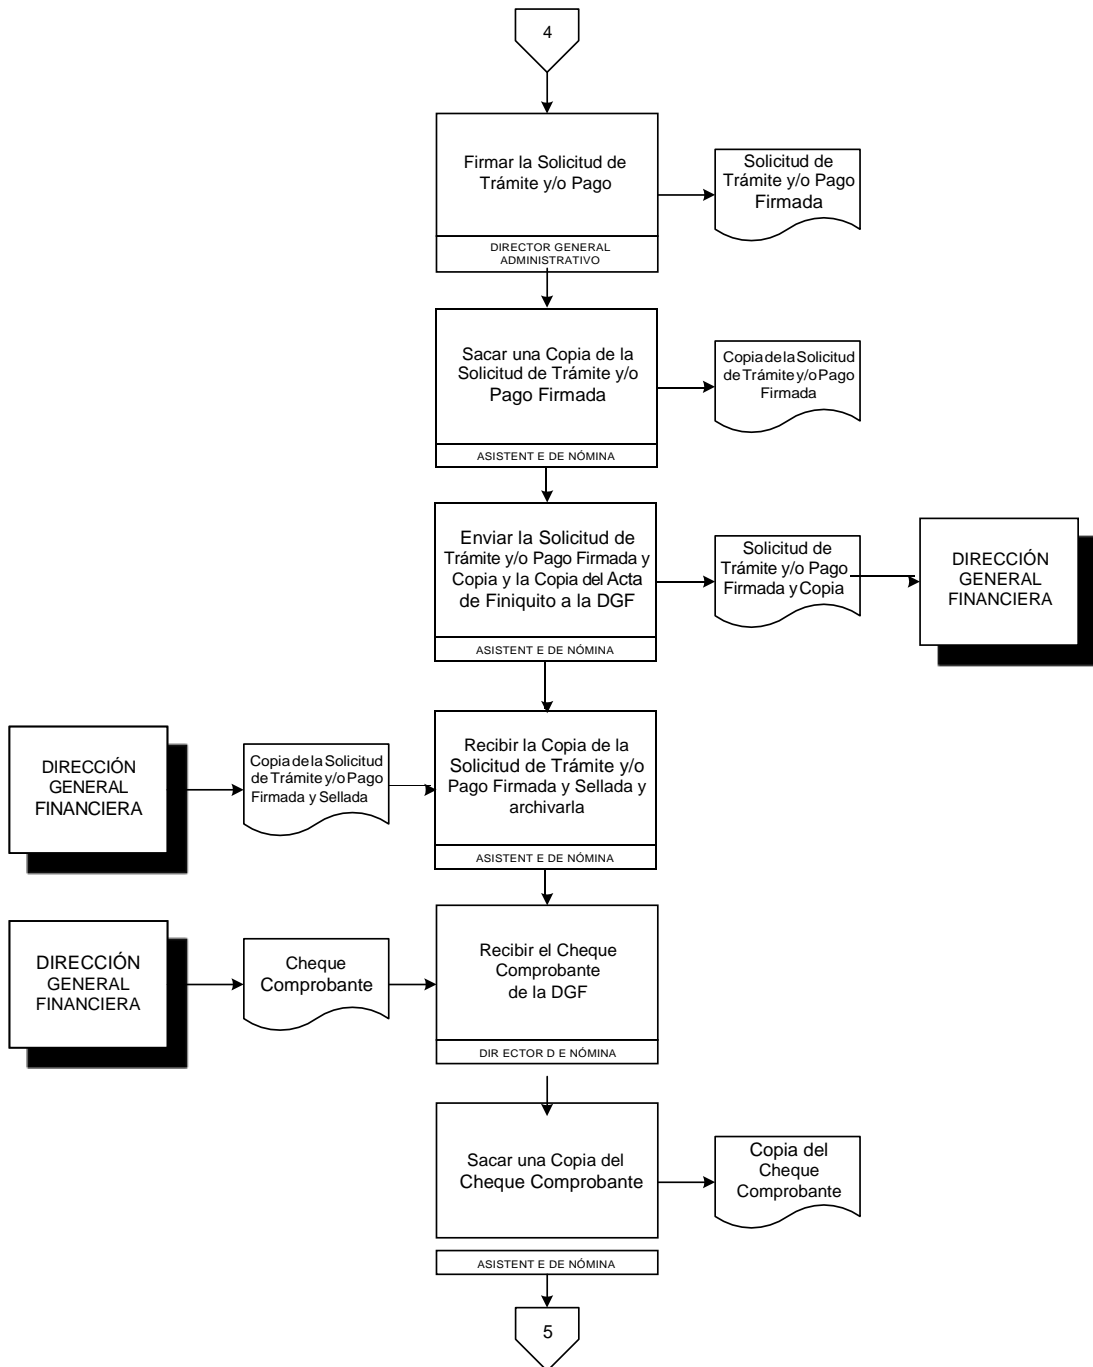 4
Firmar la Solicitud de
Trámite y/o Pago
DIRECTOR GENERAL
ADMINISTRATIVO
Solicitud de
Trámite y/o Pago
Firmada
Sacar una Copia de la
Solicitud de Trámite y/o
Pago Firmada
ASISTENT E DE NÓMINA
Copia de la Solicitud
de Trámite y/o Pago
Firmada
Enviar la Solicitud de
Trámite y/o Pago Firmada y
Copia y la Copia del Acta
de Finiquito a la DGF
ASISTENT E DE NÓMINA
Solicitud de
Trámite y/o Pago
Firmada y Copia
DIRECCIÓN
GENERAL
FINANCIERA
DIRECCIÓN
GENERAL
FINANCIERA
Copia de la Solicitud
de Trámite y/o Pago
Firmada y Sellada
Recibir la Copia de la
Solicitud de Trámite y/o
Pago Firmada y Sellada y
archivarla
ASISTENT E DE NÓMINA
DIRECCIÓN
GENERAL
FINANCIERA
Cheque
Comprobante
Recibir el Cheque
Comprobante
de la DGF
DIR ECTOR D E NÓMINA
Sacar una Copia del
Cheque Comprobante
ASISTENT E DE NÓMINA
Copia del
Cheque
Comprobante
5